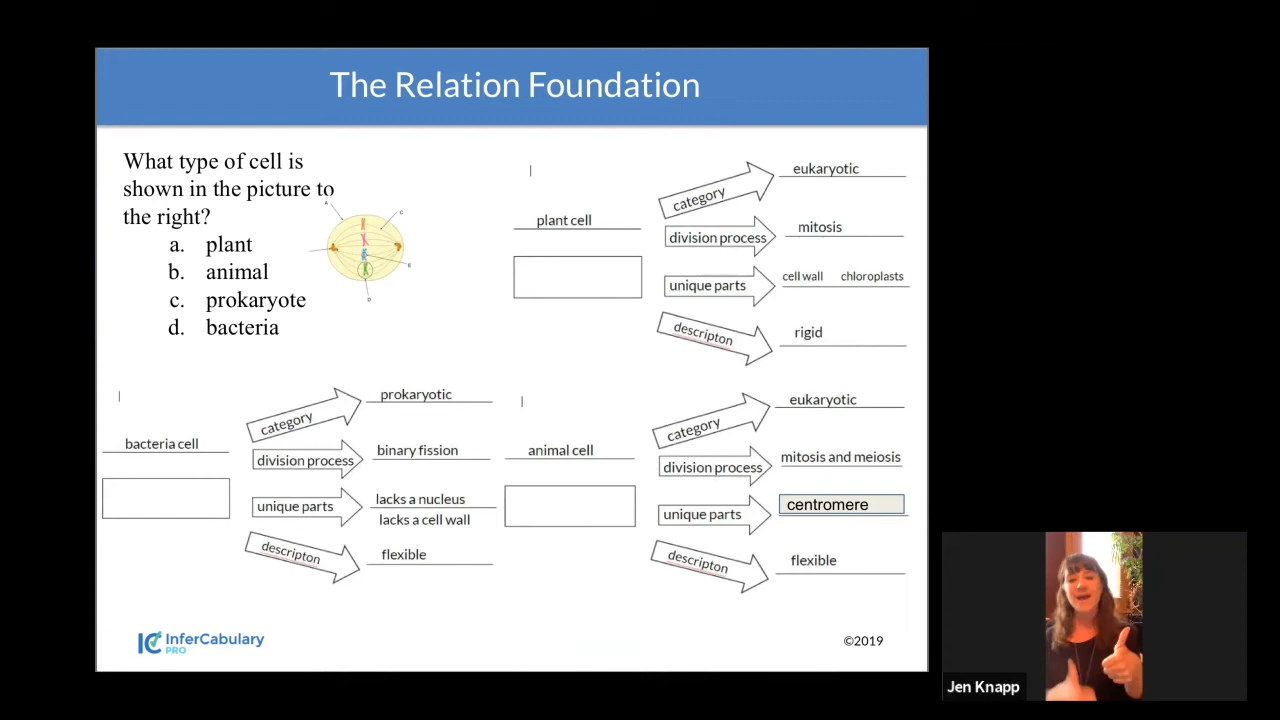 The Relation Foundation
What type of cell is
shown in the picture to
the right?
a. plant
b. animal
c. prokaryote
d. bacteria
A
C
E
D
plant cell
category
eukaryotic
division process
mitosis
unique parts
cell wall chloroplasts
descripton
rigid
bacteria cell
category
prokaryotic
division process
binary fission
unique parts
lacks a nucleus
lacks a cell wall
descripton
flexible
animal cell
category
eukaryotic
division process
mitosis and meiosis
unique parts
centromere
descripton
flexible
IC InferCabulary
PRO
©2019
Jen Knapp